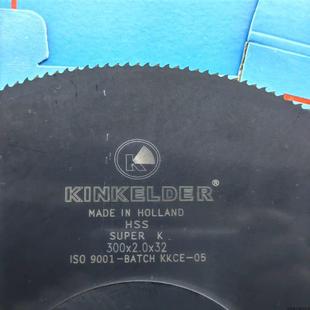 K
KINKELDER®
MADE IN HOLLAND
HSS
SUPER K
300x2.0x32
ISO 9001-BATCH KKCE-05